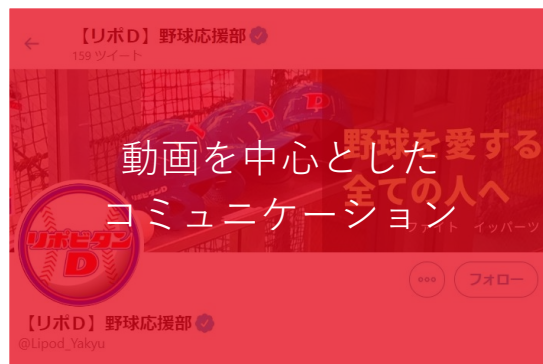 【リポD】野球応援部
159 ツイート
野球を愛する
全ての人へ
ファイト イッパーツ
動画を中心とした
コミュニケーション
リポビタン
D
フォロー
【リポD】野球応援部
@Lipod_Yakyu